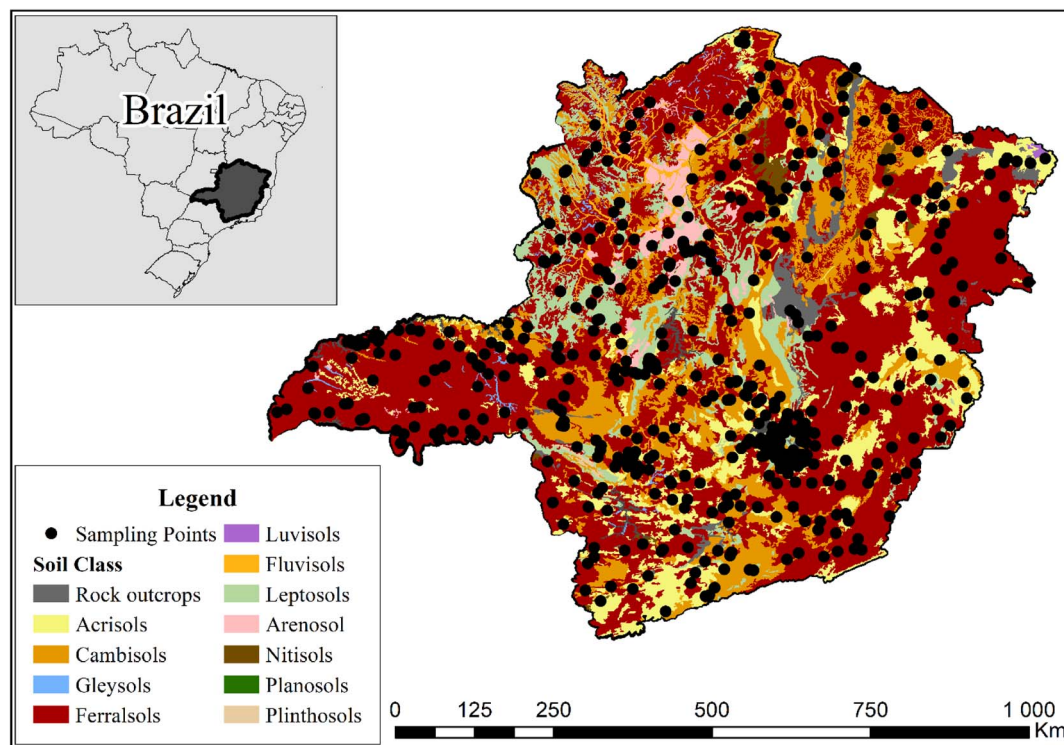 Brazil
Legend
Sampling Points
Soil Class
Rock outcrops
Acrisols
Cambisols
Gleysols
Ferralsols
Luvisols
Fluvisols
Leptosols
Arenosol
Nitisols
Planosols
Plinthosols
0 125 250 500 750 1 000
Km